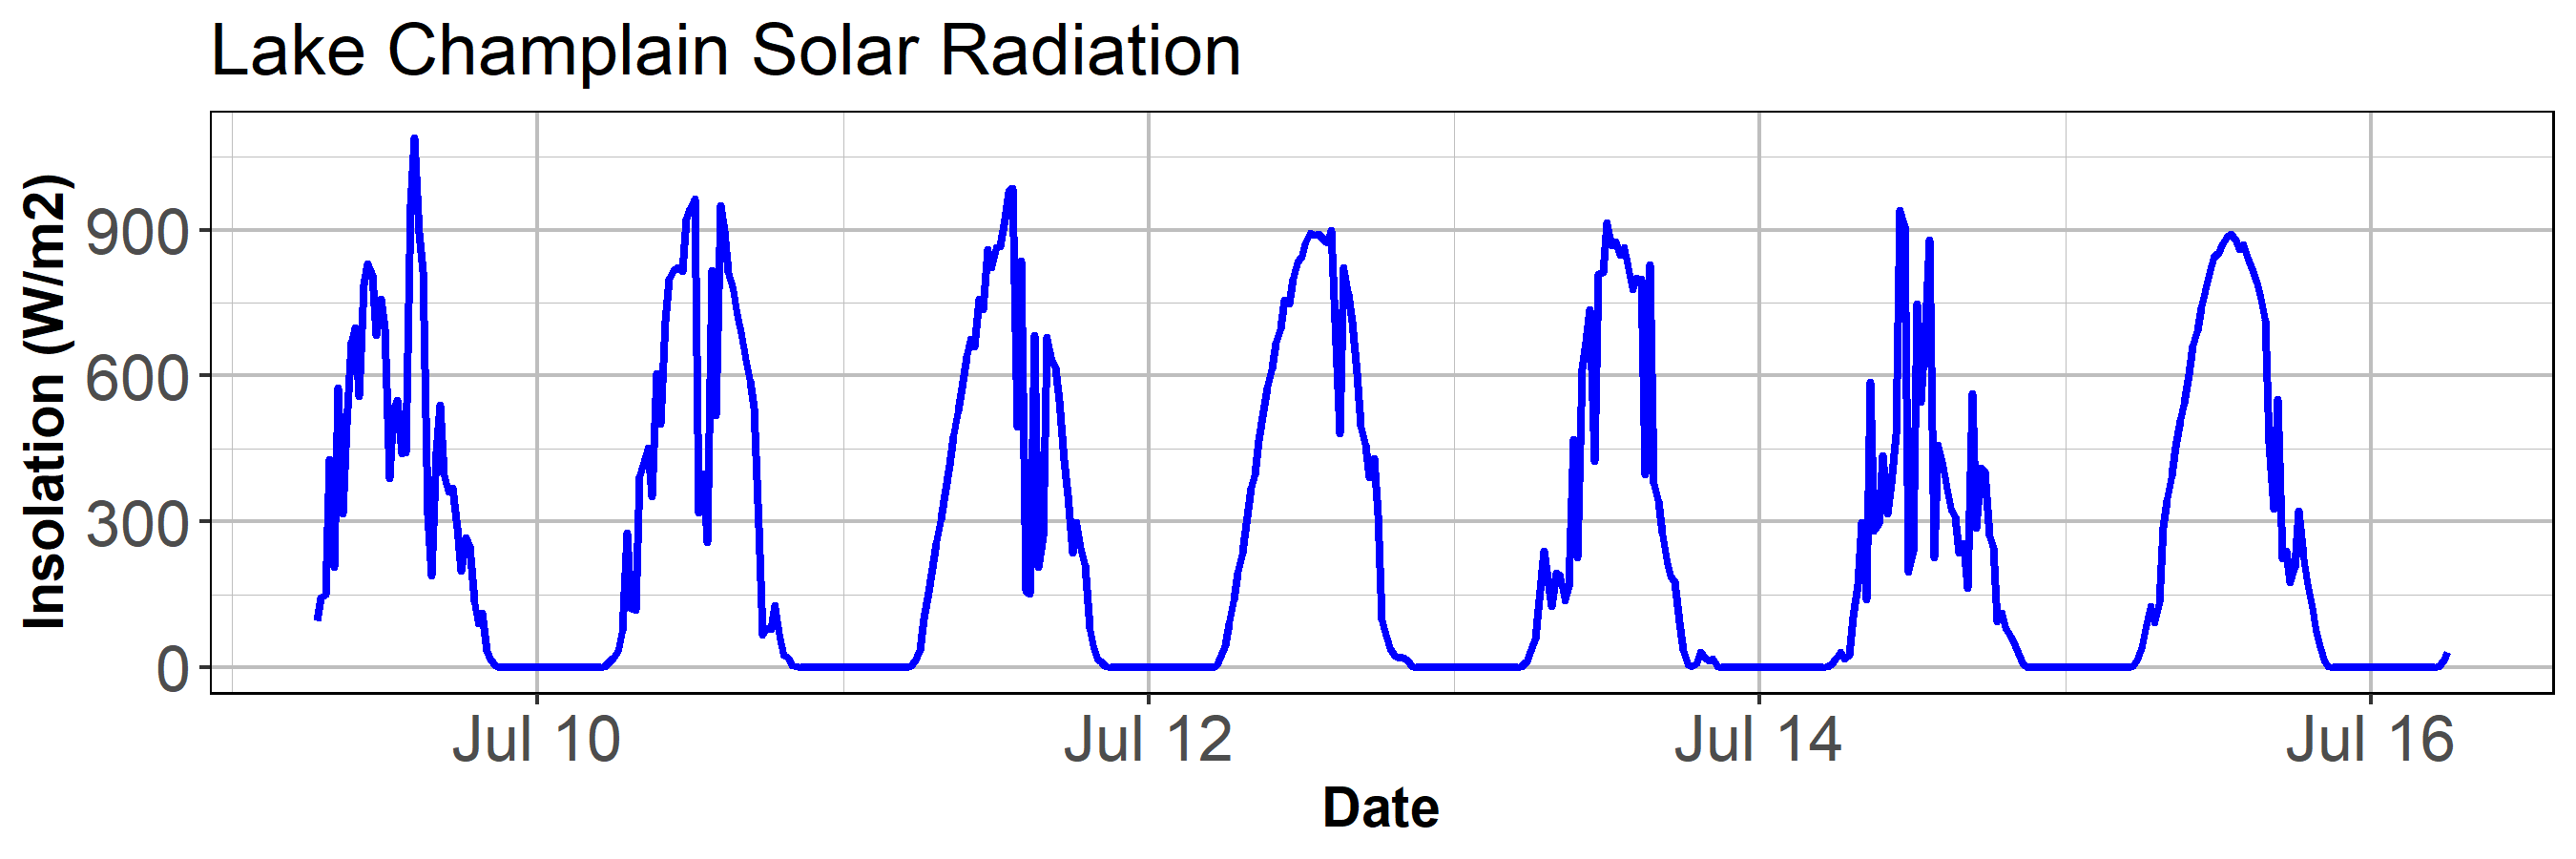 Lake Champlain Solar Radiation
Insolation (W/m2)
900
600
300
0
Jul 10
Jul 12
Jul 14
Jul 16
Date